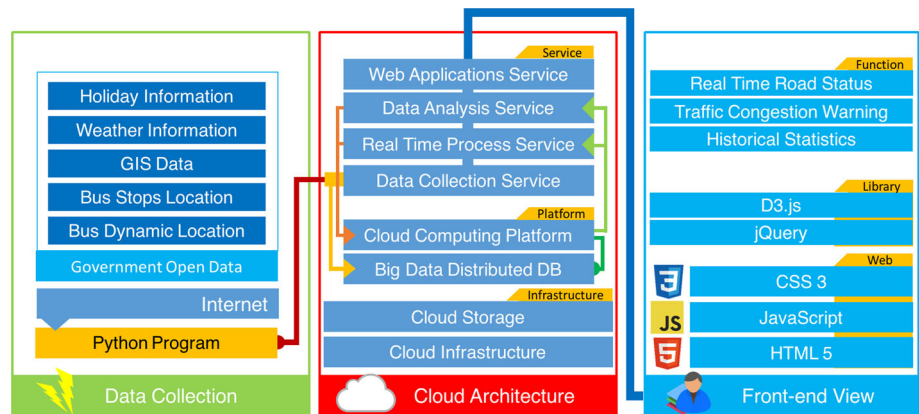 Holiday Information
Weather Information
GIS Data
Bus Stops Location
Bus Dynamic Location
Government Open Data
Internet
Python Program
Data Collection
Service
Web Applications Service
Data Analysis Service
Real Time Process Service
Data Collection Service
Platform
Cloud Computing Platform
Big Data Distributed DB
Infrastructure
Cloud Storage
Cloud Infrastructure
Cloud Architecture
Function
Real Time Road Status
Traffic Congestion Warning
Historical Statistics
Library
D3.js
jQuery
Web
3
CSS 3
JS
JavaScript
5
HTML 5
Front-end View